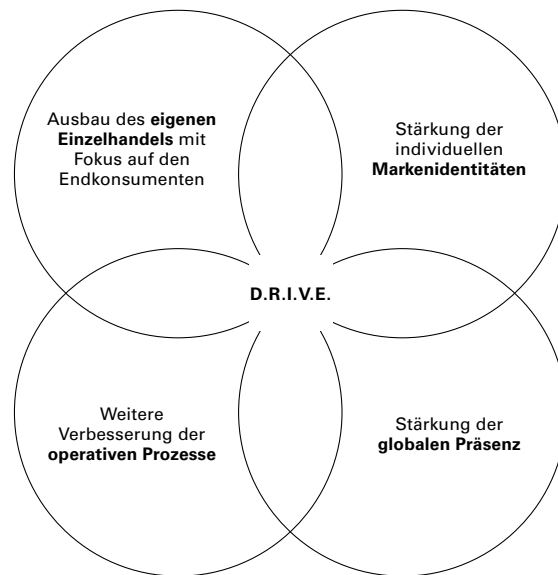 Ausbau des eigenen
Einzelhandels mit
Fokus auf den
Endkonsumenten
Stärkung der
individuellen
Markenidentitäten
D.R.I.V.E.
Weitere
Verbesserung der
operativen Prozesse
Stärkung der
globalen Präsenz